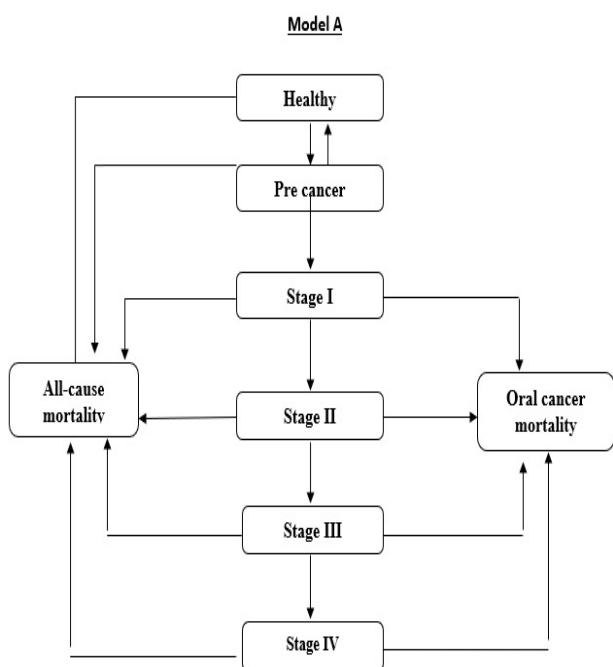 Model A
Healthy
Pre cancer
Stage I
All-cause
mortality
Stage II
Oral cancer
mortality
Stage III
Stage IV